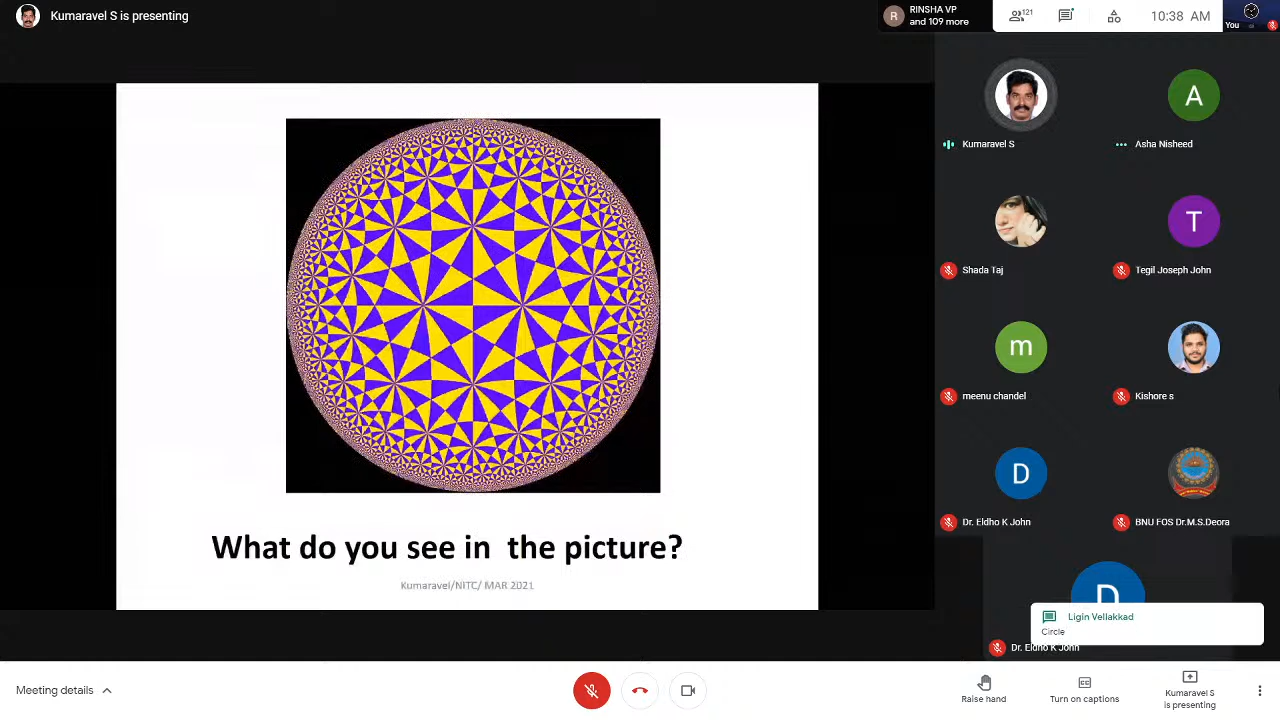 Kumaravel S is presenting
R
RINSHA VP
and 109 more
121
10:38 AM
You
Kumaravel S
A
Asha Nisheed
Shada Taj
T
Tegil Joseph John
m
meenu chandel
Kishore s
D
Dr. Eldho K John
BNU FOS Dr.M.S.Deora
D
Dr. Eldho K John
Ligin Vellakkad
Circle
What do you see in the picture?
Kumaravel/NITC/ MAR 2021
Meeting details
Raise hand
CC
Turn on captions
Kumaravel S
is presenting